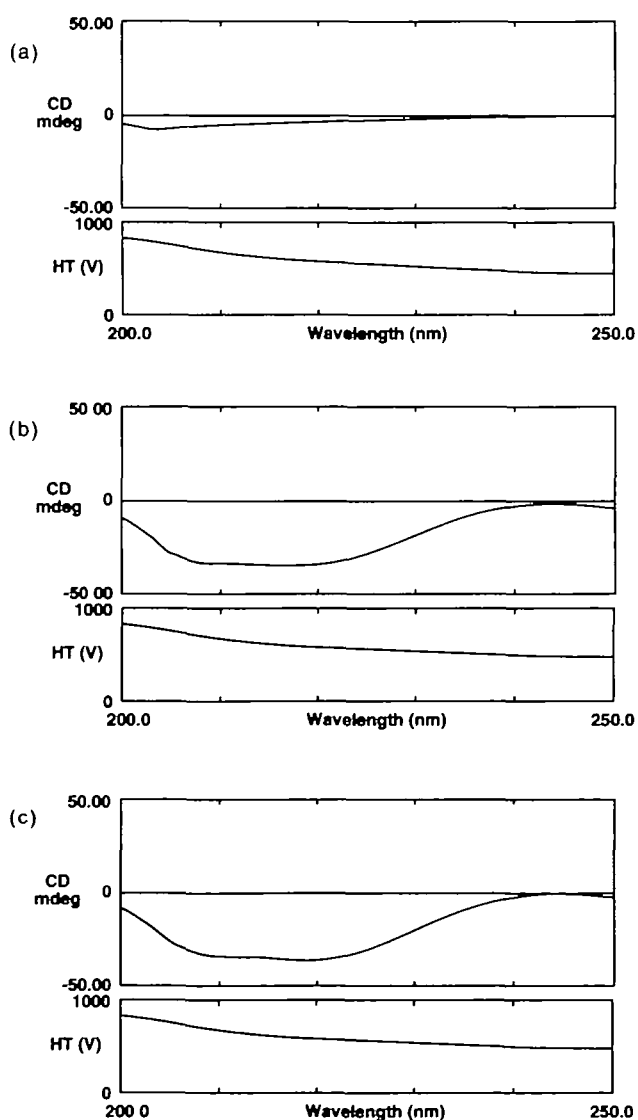 (a)
50.00
CD
mdeg
0
-50.00
1000
HT (V)
0
200.0 Wavelength (nm) 250.0
(b)
50 00
CD
mdeg
0
-50 00
1000
HT (V)
0
200.0 Wavelength (nm) 250.0
(c)
50.00
CD
mdeg
0
-50.00
1000
HT (V)
0
200 0 Wavelength (nm) 250.0